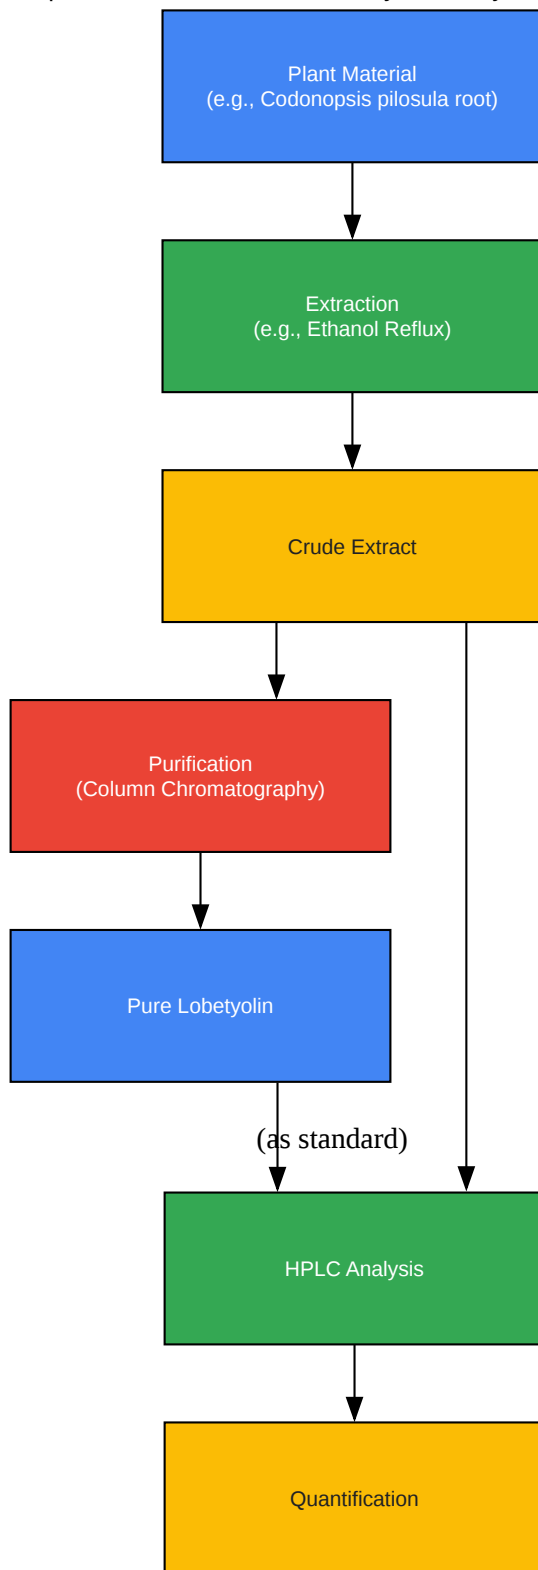 Plant Material
(e.g., Codonopsis pilosula root)
Extraction
(e.g., Ethanol Reflux)
Crude Extract
Purification
(Column Chromatography)
Pure Lobetyolin
(as standard)
HPLC Analysis
Quantification